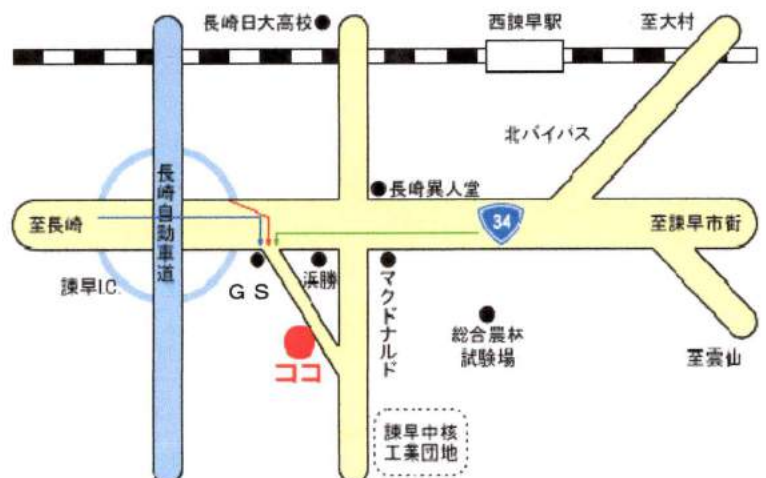 長崎日大高校
西諫早駅
至大村
北バイパス
長崎自動車道
長崎異人堂
至長崎
34
至諫早市街
諫早I.C.
GS
浜勝
マクドナルド
総合農林
試験場
至雲仙
ココ
諫早中核
工業団地